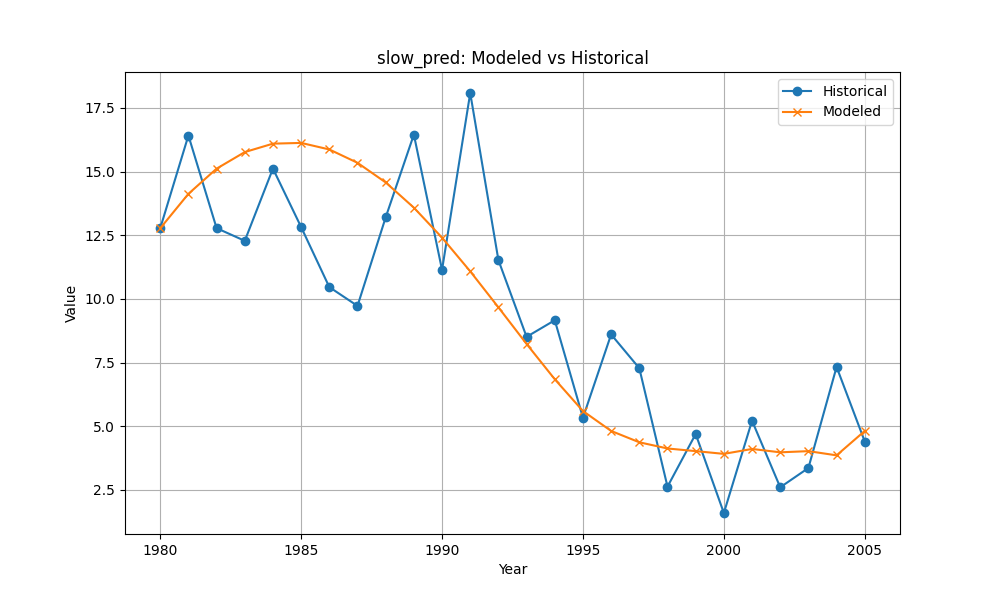 slow_pred: Modeled vs Historical
Historical
Modeled
17.5
15.0
12.5
10.0
7.5
5.0
2.5
Value
1980 1985 1990 1995 2000 2005
Year